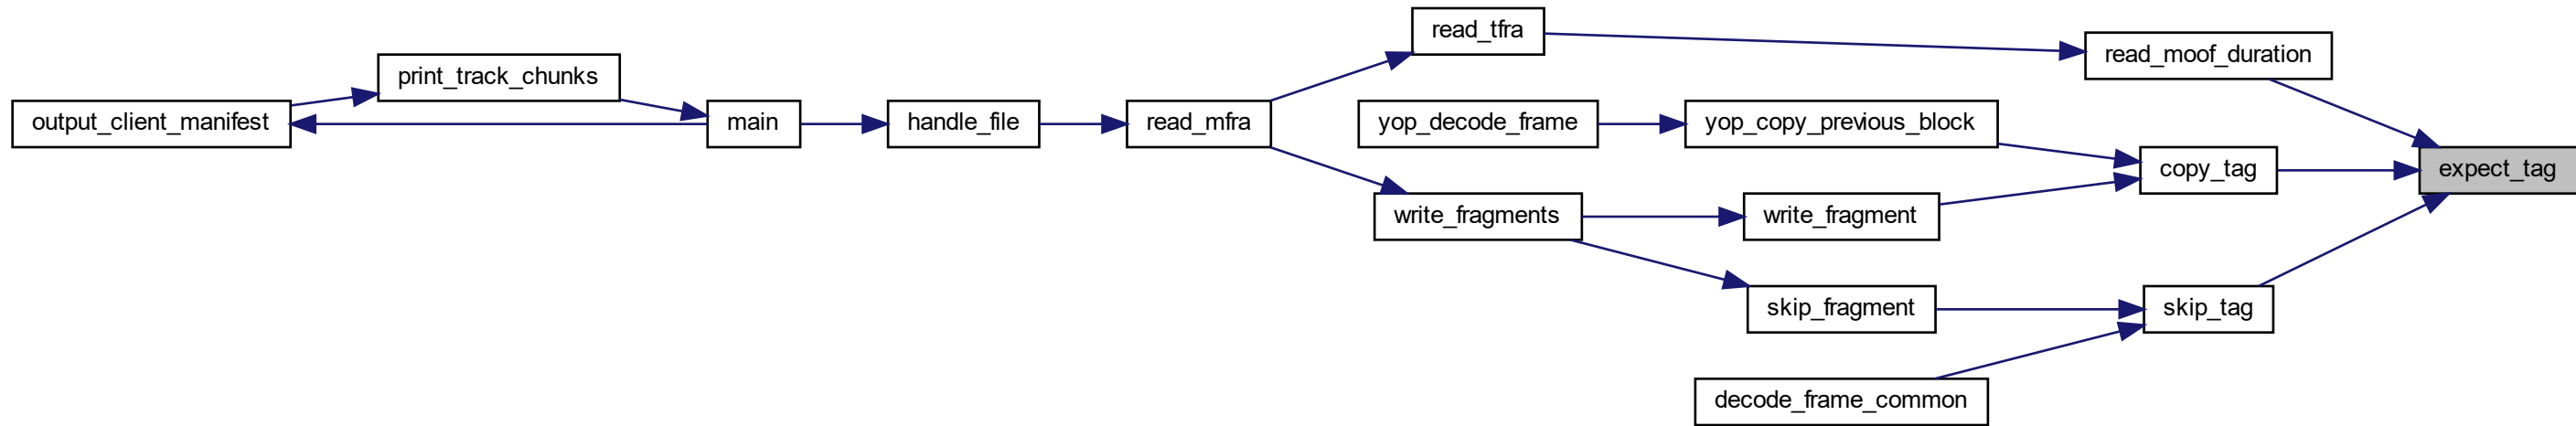 read_tfra
read_moof_duration
print_track_chunks
output_client_manifest
main
handle_file
read_mfra
yop_decode_frame
yop_copy_previous_block
copy_tag
expect_tag
write_fragments
write_fragment
skip_fragment
skip_tag
decode_frame_common